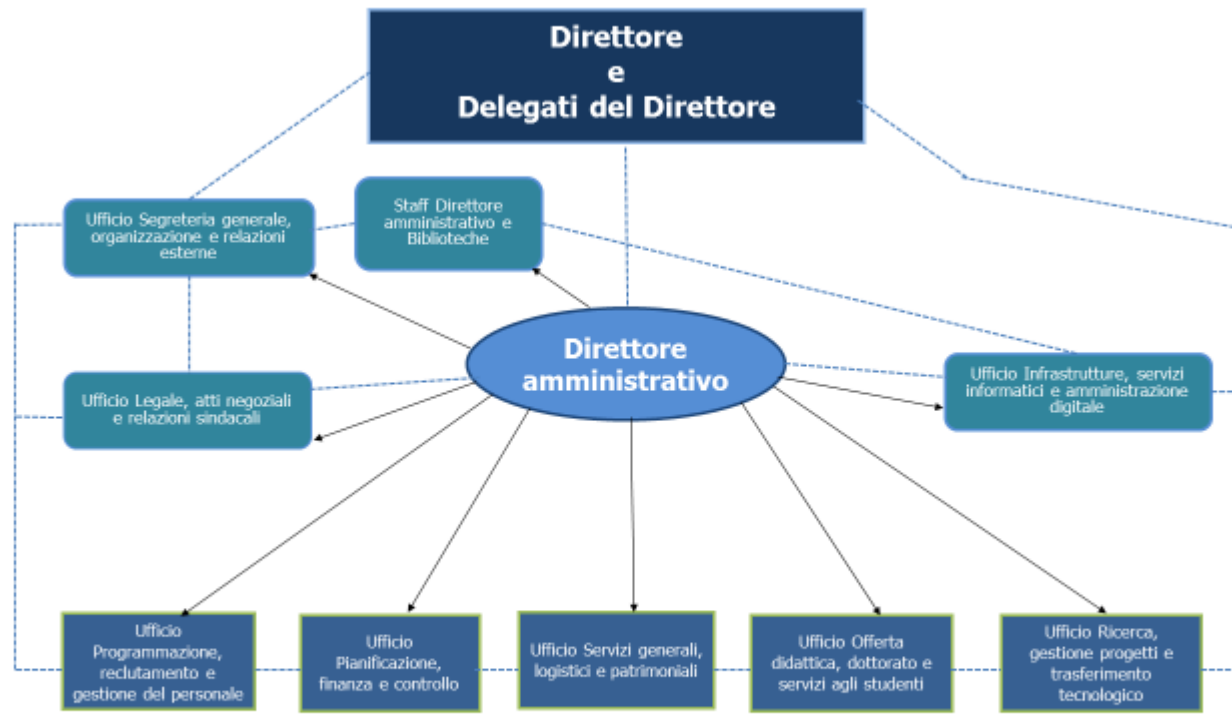 Direttore
e
Delegati del Direttore
Ufficio Segreteria generale,
organizzazione e relazioni
esterne
Staff Direttore
amministrativo e
Biblioteche
Direttore
amministrativo
Ufficio Legale, atti negoziali
e relazioni sindacali
Ufficio Infrastrutture, servizi
informatici e amministrazione
digitale
Ufficio
Programmazione,
reclutamento e
gestione del personale
Ufficio
Pianificazione,
finanza e controllo
Ufficio Servizi generali,
logistici e patrimoniali
Ufficio Offerta
didattica, dottorato e
servizi agli studenti
Ufficio Ricerca,
gestione progetti e
trasferimento
tecnologico